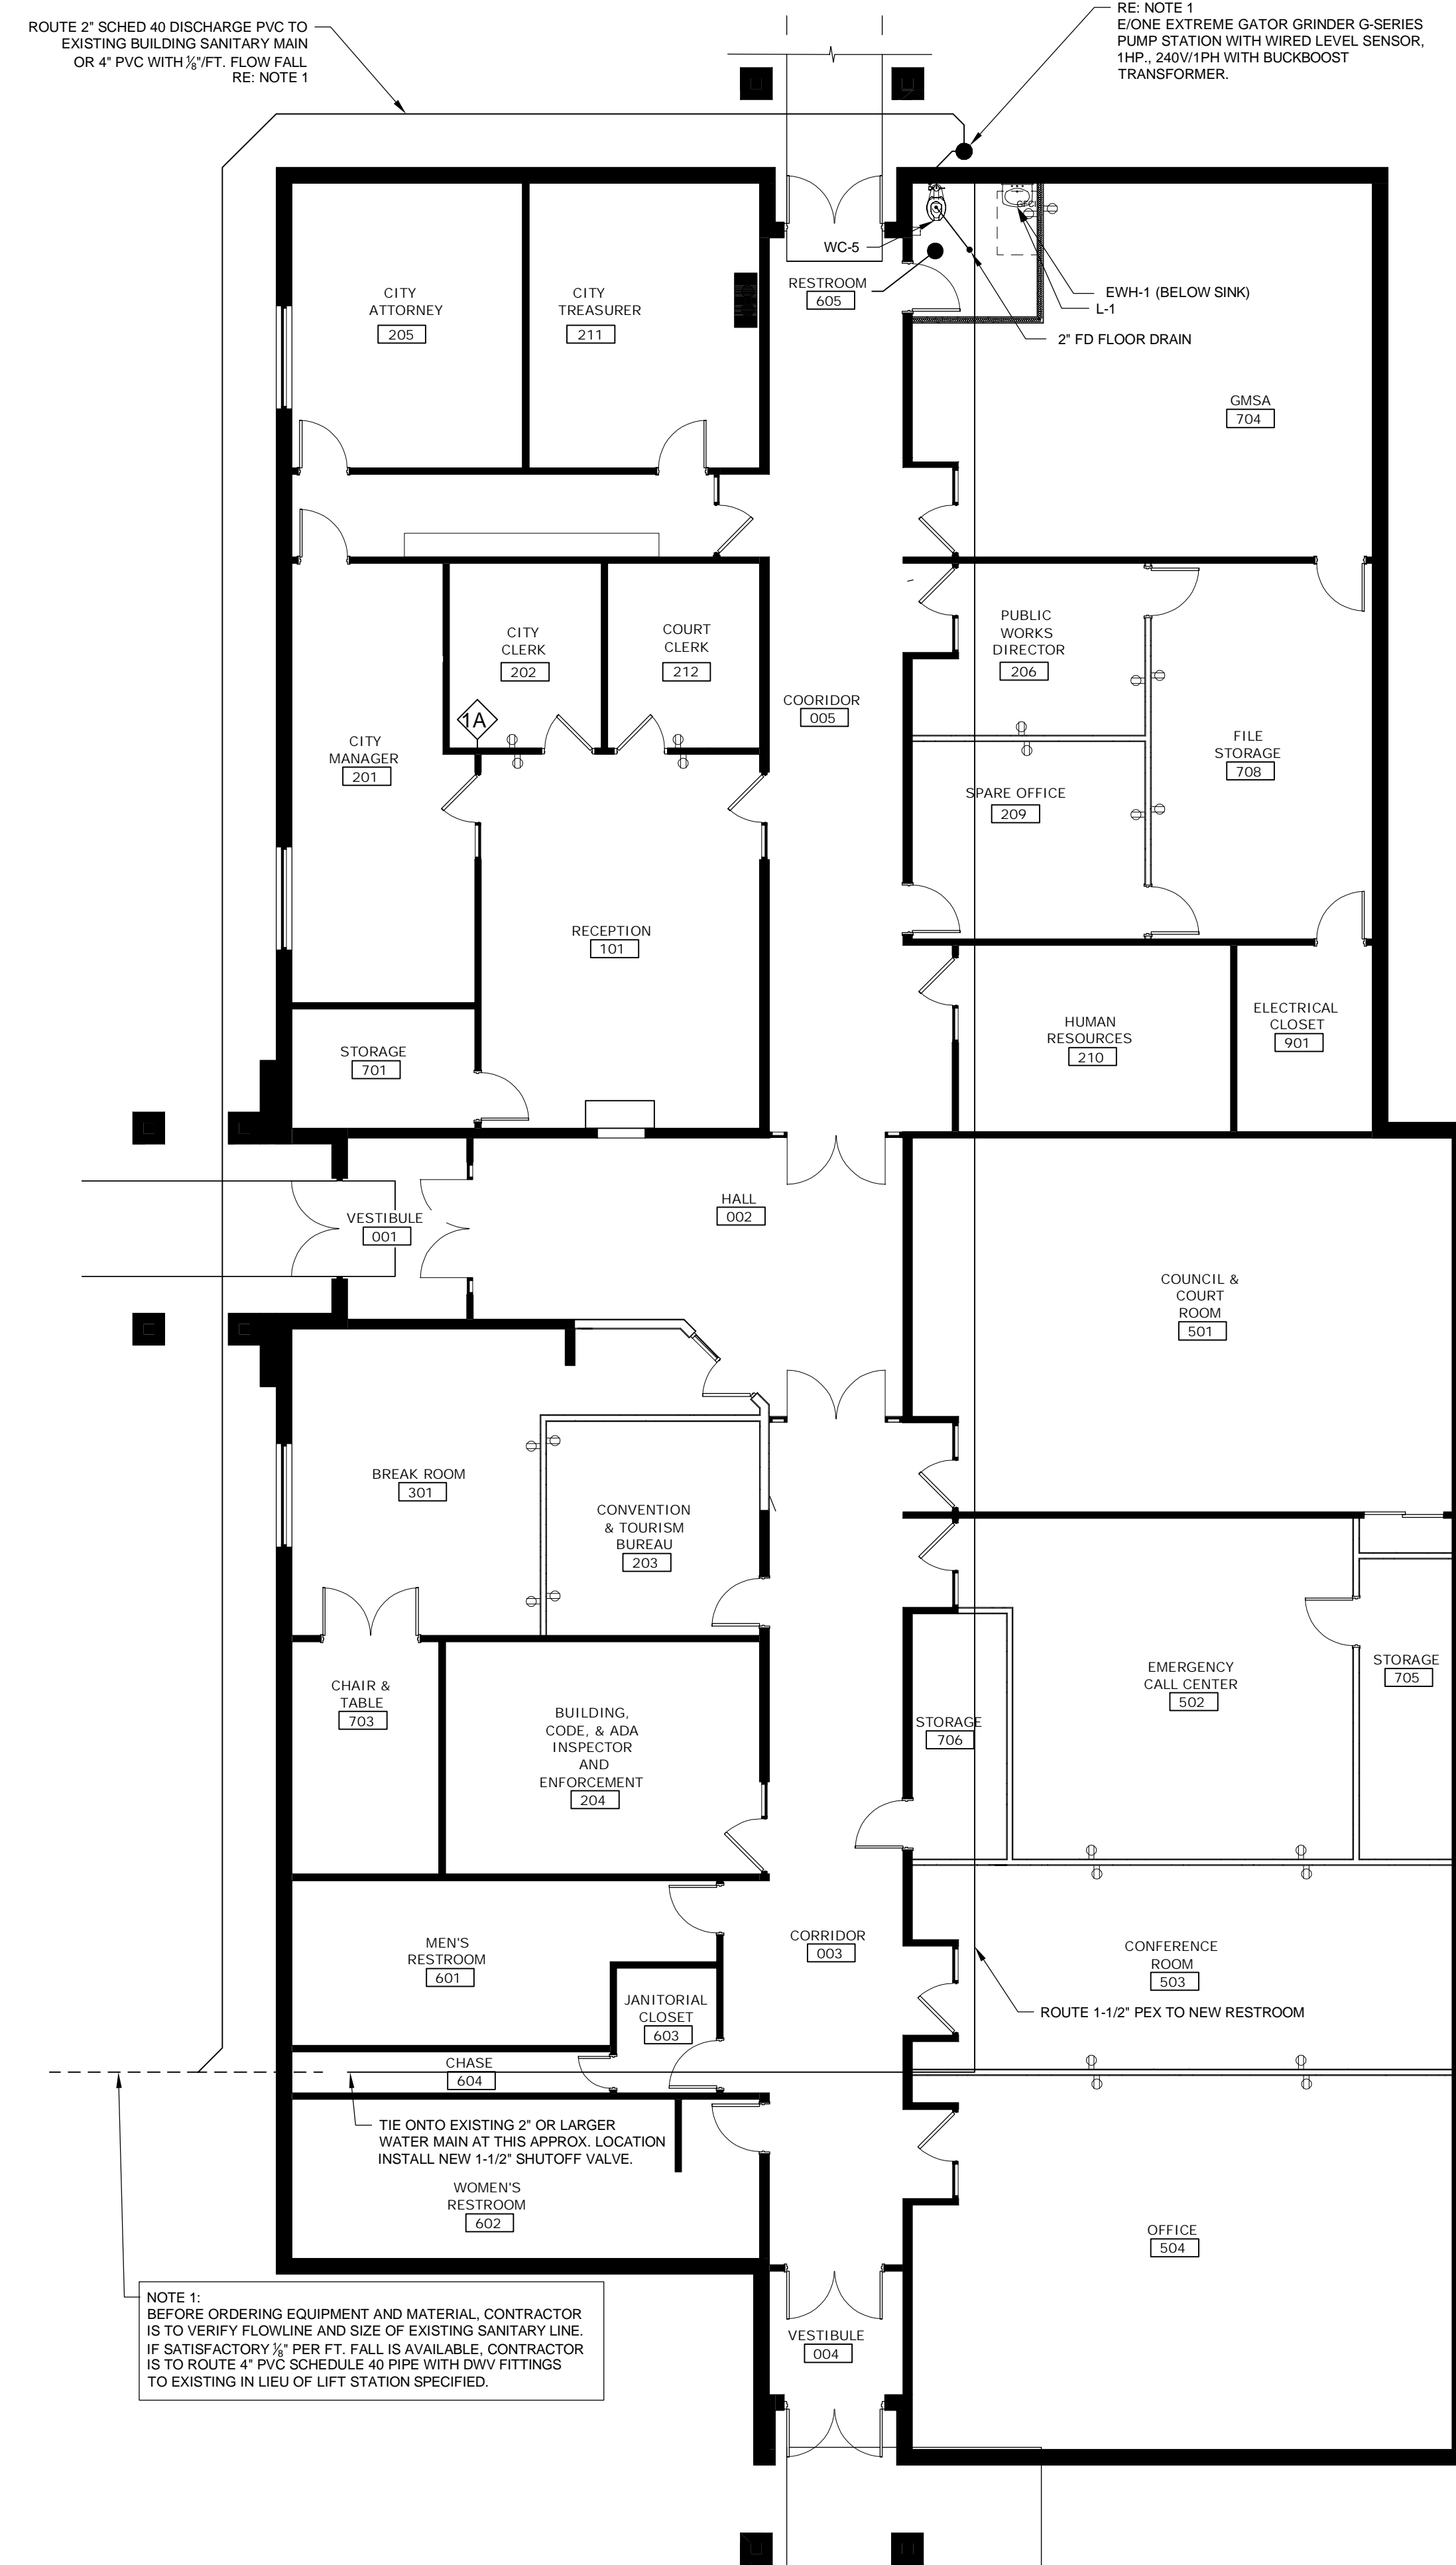 ROUTE 2" SCHED 40 DISCHARGE PVC TO
EXISTING BUILDING SANITARY MAIN
OR 4" PVC WITH ⅛"/FT. FLOW FALL
RE: NOTE 1
RE: NOTE 1
E/ONE EXTREME GATOR GRINDER G-SERIES
PUMP STATION WITH WIRED LEVEL SENSOR,
1HP., 240V/1PH WITH BUCKBOOST
TRANSFORMER.
WC-5
RESTROOM
605
EWH-1 (BELOW SINK)
L-1
2" FD FLOOR DRAIN
CITY
ATTORNEY
205
CITY
TREASURER
211
GMSA
704
CITY
CLERK
202
COURT
CLERK
212
PUBLIC
WORKS
DIRECTOR
206
1A
COORIDOR
005
CITY
MANAGER
201
FILE
STORAGE
708
SPARE OFFICE
209
RECEPTION
101
STORAGE
701
HUMAN
RESOURCES
210
ELECTRICAL
CLOSET
901
VESTIBULE
001
HALL
002
COUNCIL &
COURT
ROOM
501
BREAK ROOM
301
CONVENTION
& TOURISM
BUREAU
203
CHAIR &
TABLE
703
BUILDING,
CODE, & ADA
INSPECTOR
AND
ENFORCEMENT
204
STORAGE
706
EMERGENCY
CALL CENTER
502
STORAGE
705
MEN'S
RESTROOM
601
CORRIDOR
003
CONFERENCE
ROOM
503
JANITORIAL
CLOSET
603
ROUTE 1-1/2" PEX TO NEW RESTROOM
CHASE
604
TIE ONTO EXISTING 2" OR LARGER
WATER MAIN AT THIS APPROX. LOCATION
INSTALL NEW 1-1/2" SHUTOFF VALVE.
WOMEN'S
RESTROOM
602
OFFICE
504
NOTE 1:
BEFORE ORDERING EQUIPMENT AND MATERIAL, CONTRACTOR
IS TO VERIFY FLOWLINE AND SIZE OF EXISTING SANITARY LINE.
IF SATISFACTORY ⅛" PER FT. FALL IS AVAILABLE, CONTRACTOR
IS TO ROUTE 4" PVC SCHEDULE 40 PIPE WITH DWV FITTINGS
TO EXISTING IN LIEU OF LIFT STATION SPECIFIED.
VESTIBULE
004